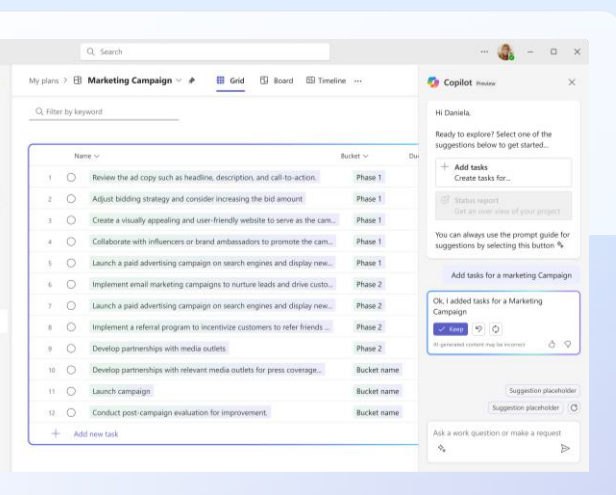 Search
My plans > Marketing Campaign Grid Board Timeline ...
Filter by keyword
Name Bucket Du
1 Review the ad copy such as headline, description, and call-to-action. Phase 1
2 Adjust bidding strategy and consider increasing the bid amount Phase 1
3 Create a visually appealing and user-friendly website to serve as the cam... Phase 1
4 Collaborate with influencers or brand ambassadors to promote the cam... Phase 1
5 Launch a paid advertising campaign on search engines and display new... Phase 1
6 Implement email marketing campaigns to nurture leads and drive custo... Phase 2
7 Launch a paid advertising campaign on search engines and display new... Phase 2
8 Implement a referral program to incentivize customers to refer friends ... Phase 2
9 Develop partnerships with media outlets Phase 2
10 Develop partnerships with relevant media outlets for press coverage... Bucket name
11 Launch campaign Bucket name
12 Conduct post-campaign evaluation for improvement. Bucket name
Add new task
Copilot Preview
Hi Daniela,
Ready to explore? Select one of the
suggestions below to get started...
Add tasks
Create tasks for...
Status report
Get an over view of your project
You can always use the prompt guide for
suggestions by selecting this button
Add tasks for a marketing Campaign
Ok, I added tasks for a Marketing
Campaign
Keep
AI-generated content may be incorrect
Suggestion placeholder
Suggestion placeholder
Ask a work question or make a request